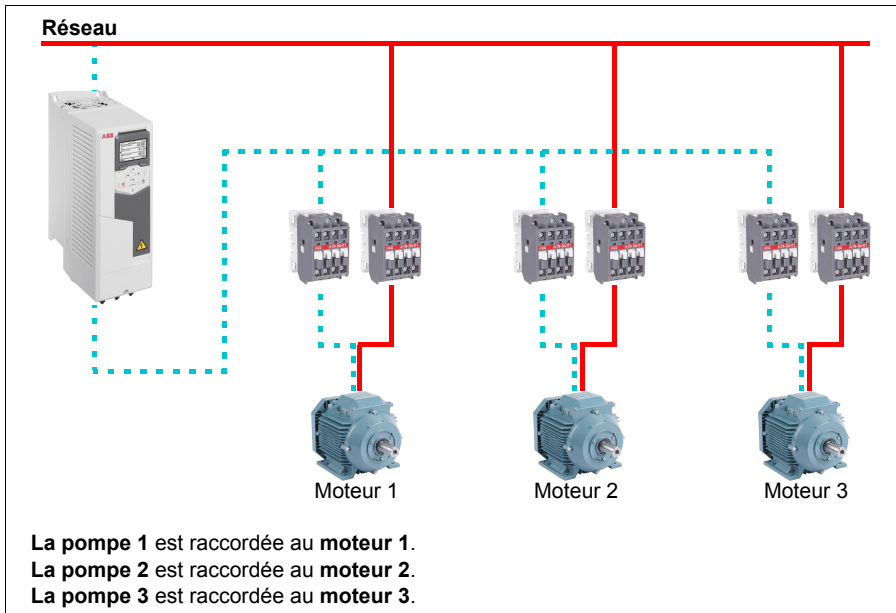 Réseau
ABB
Moteur 1
Moteur 2
Moteur 3
La pompe 1 est raccordée au moteur 1.
La pompe 2 est raccordée au moteur 2.
La pompe 3 est raccordée au moteur 3.